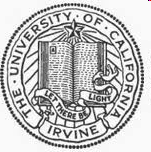 THE · UNIVERSITY · OF · CALIFORNIA
LET THERE BE
LIGHT
IRVINE